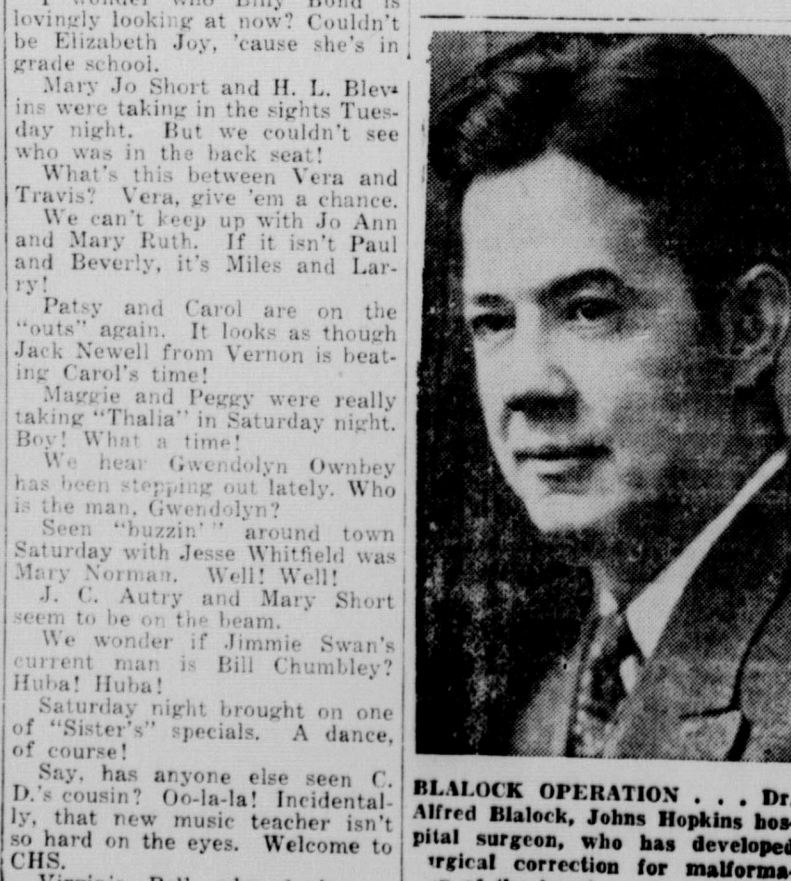 I wonder who Billy Bond is
lovingly looking at now? Couldn't
be Elizabeth Joy, 'cause she's in
grade school.
Mary Jo Short and H. L. Blev-
ins were taking in the sights Tues-
day night. But we couldn't see
who was in the back seat!
What's this between Vera and
Travis? Vera, give 'em a chance.
We can't keep up with Jo Ann
and Mary Ruth. If it isn't Paul
and Beverly, it's Miles and Lar-
ry!
Patsy and Carol are on the
"outs" again. It looks as though
Jack Newell from Vernon is beat-
ing Carol's time!
Maggie and Peggy were really
taking "Thalia" in Saturday night.
Boy! What a time!
We hear Gwendolyn Ownbey
has been stepping out lately. Who
is the man, Gwendolyn?
Seen "buzzin'" around town
Saturday with Jesse Whitfield was
Mary Norman. Well! Well!
J. C. Autry and Mary Short
seem to be on the beam.
We wonder if Jimmie Swan's
current man is Bill Chumbley?
Huba! Huba!
Saturday night brought on one
of "Sister's" specials. A dance,
of course!
Say, has anyone else seen C.
D.'s cousin? Oo-la-la! Incidental-
ly, that new music teacher isn't
so hard on the eyes. Welcome to
CHS.
BLALOCK OPERATION . . . Dr.
Alfred Blalock, Johns Hopkins hos-
pital surgeon, who has developed
urgical correction for malforma-